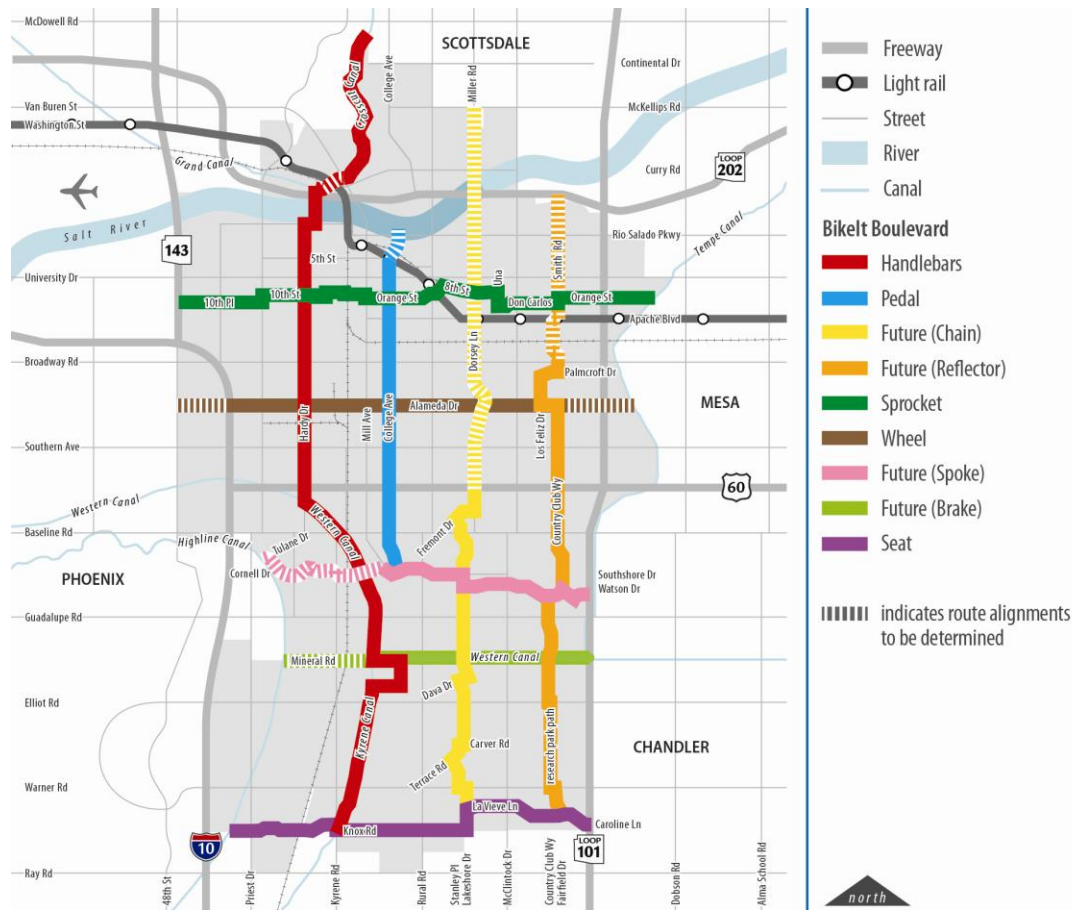 McDowell Rd
SCOTTSDALE
Continental Dr
Van Buren St
Washington St
Crosscut Canal
College Ave
Miller Rd
McKellips Rd
Grand Canal
Curry Rd
LOOP
202
Salt River
143
Rio Salado Pkwy
Tempe Canal
University Dr
5th St
Smith Rd
10th Pl
10th St
Orange St
8th St
Una
Don Carlos
Orange St
Apache Blvd
Broadway Rd
Dorsey Ln
Palmcroft Dr
Alameda Dr
MESA
Hardy Dr
Mill Ave
College Ave
Los Feliz Dr
Southern Ave
60
Western Canal
Western Canal
Country Club Wy
Baseline Rd
Highline Canal
Tulane Dr
Fremont Dr
Cornell Dr
PHOENIX
Southshore Dr
Watson Dr
Guadalupe Rd
Mineral Rd
Western Canal
Dava Dr
Elliot Rd
Kyrene Canal
Carver Rd
CHANDLER
Terrace Rd
research park path
Warner Rd
La Vieve Ln
Knox Rd
Caroline Ln
10
LOOP
101
Ray Rd
48th St
Priest Dr
Kyrene Rd
Rural Rd
Stanley Pl
Lakeshore Dr
McClintock Dr
Country Club Wy
Fairfield Dr
Dobson Rd
Alma School Rd
Freeway
Light rail
Street
River
Canal
BikeIt Boulevard
Handlebars
Pedal
Future (Chain)
Future (Reflector)
Sprocket
Wheel
Future (Spoke)
Future (Brake)
Seat
indicates route alignments
to be determined
north